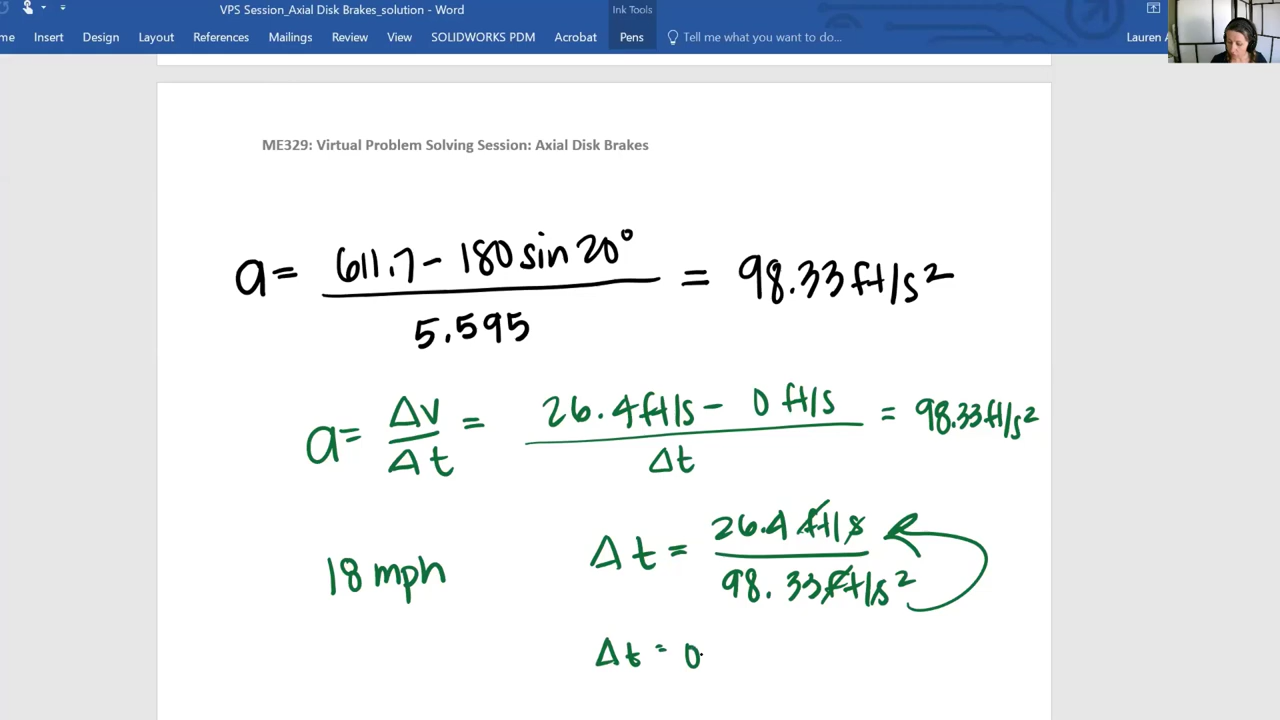 VPS Session_Axial Disk Brakes_solution - Word
Ink Tools
me Insert Design Layout References Mailings Review View SOLIDWORKS PDM Acrobat Pens Tell me what you want to do... Lauren A
ME329: Virtual Problem Solving Session: Axial Disk Brakes
a = 611.7 - 180 sin 20° / 5.595 = 98.33 ft/s²
a = Δv / Δt = 26.4 ft/s - 0 ft/s / Δt = 98.33 ft/s²
18 mph
Δt = 26.4 ft/s / 98.33 ft/s²
Δt = 0.